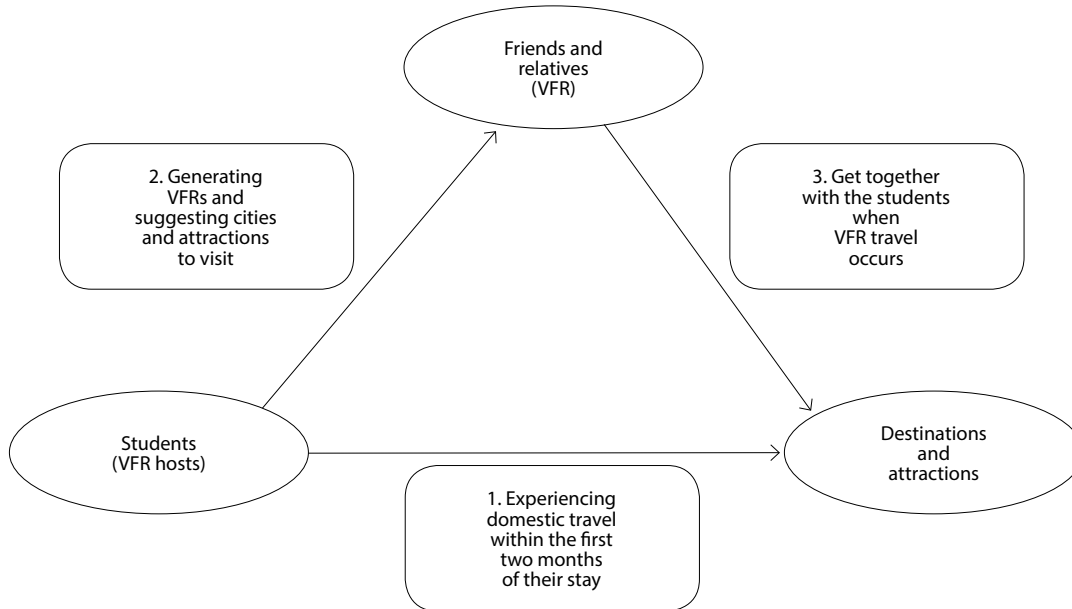 Friends and
relatives
(VFR)
2. Generating
VFRs and
suggesting cities
and attractions
to visit
3. Get together
with the students
when
VFR travel
occurs
Students
(VFR hosts)
Destinations
and
attractions
1. Experiencing
domestic travel
within the first
two months
of their stay